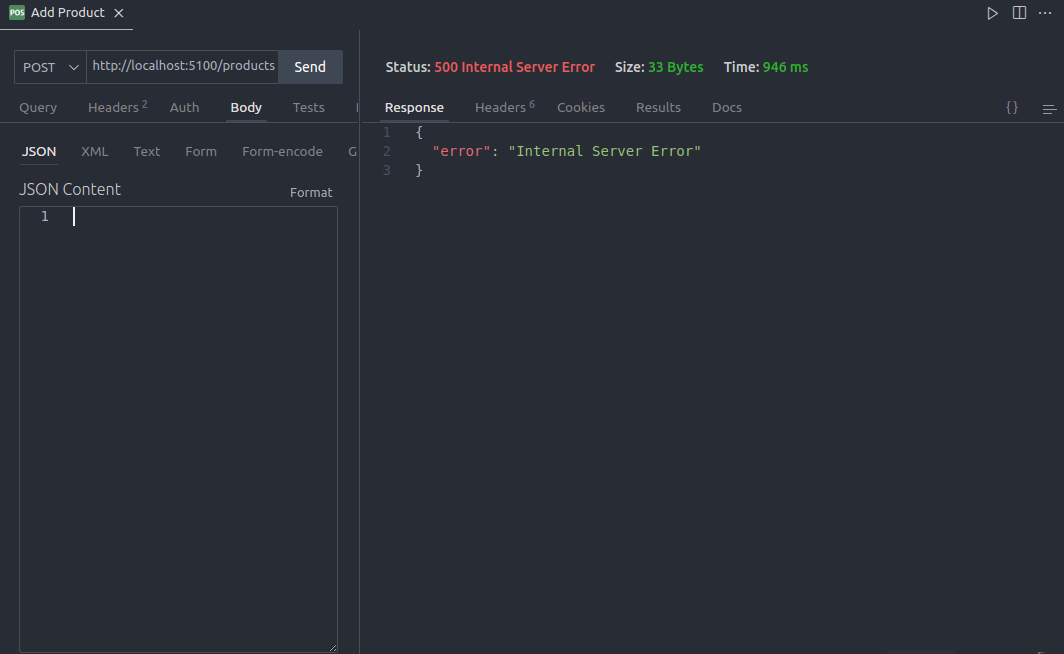 POS Add Product
POST http://localhost:5100/products Send
Query Headers 2 Auth Body Tests
JSON XML Text Form Form-encode G
JSON Content Format
1
Status: 500 Internal Server Error Size: 33 Bytes Time: 946 ms
Response Headers 6 Cookies Results Docs {}
1 {
2 "error": "Internal Server Error"
3 }